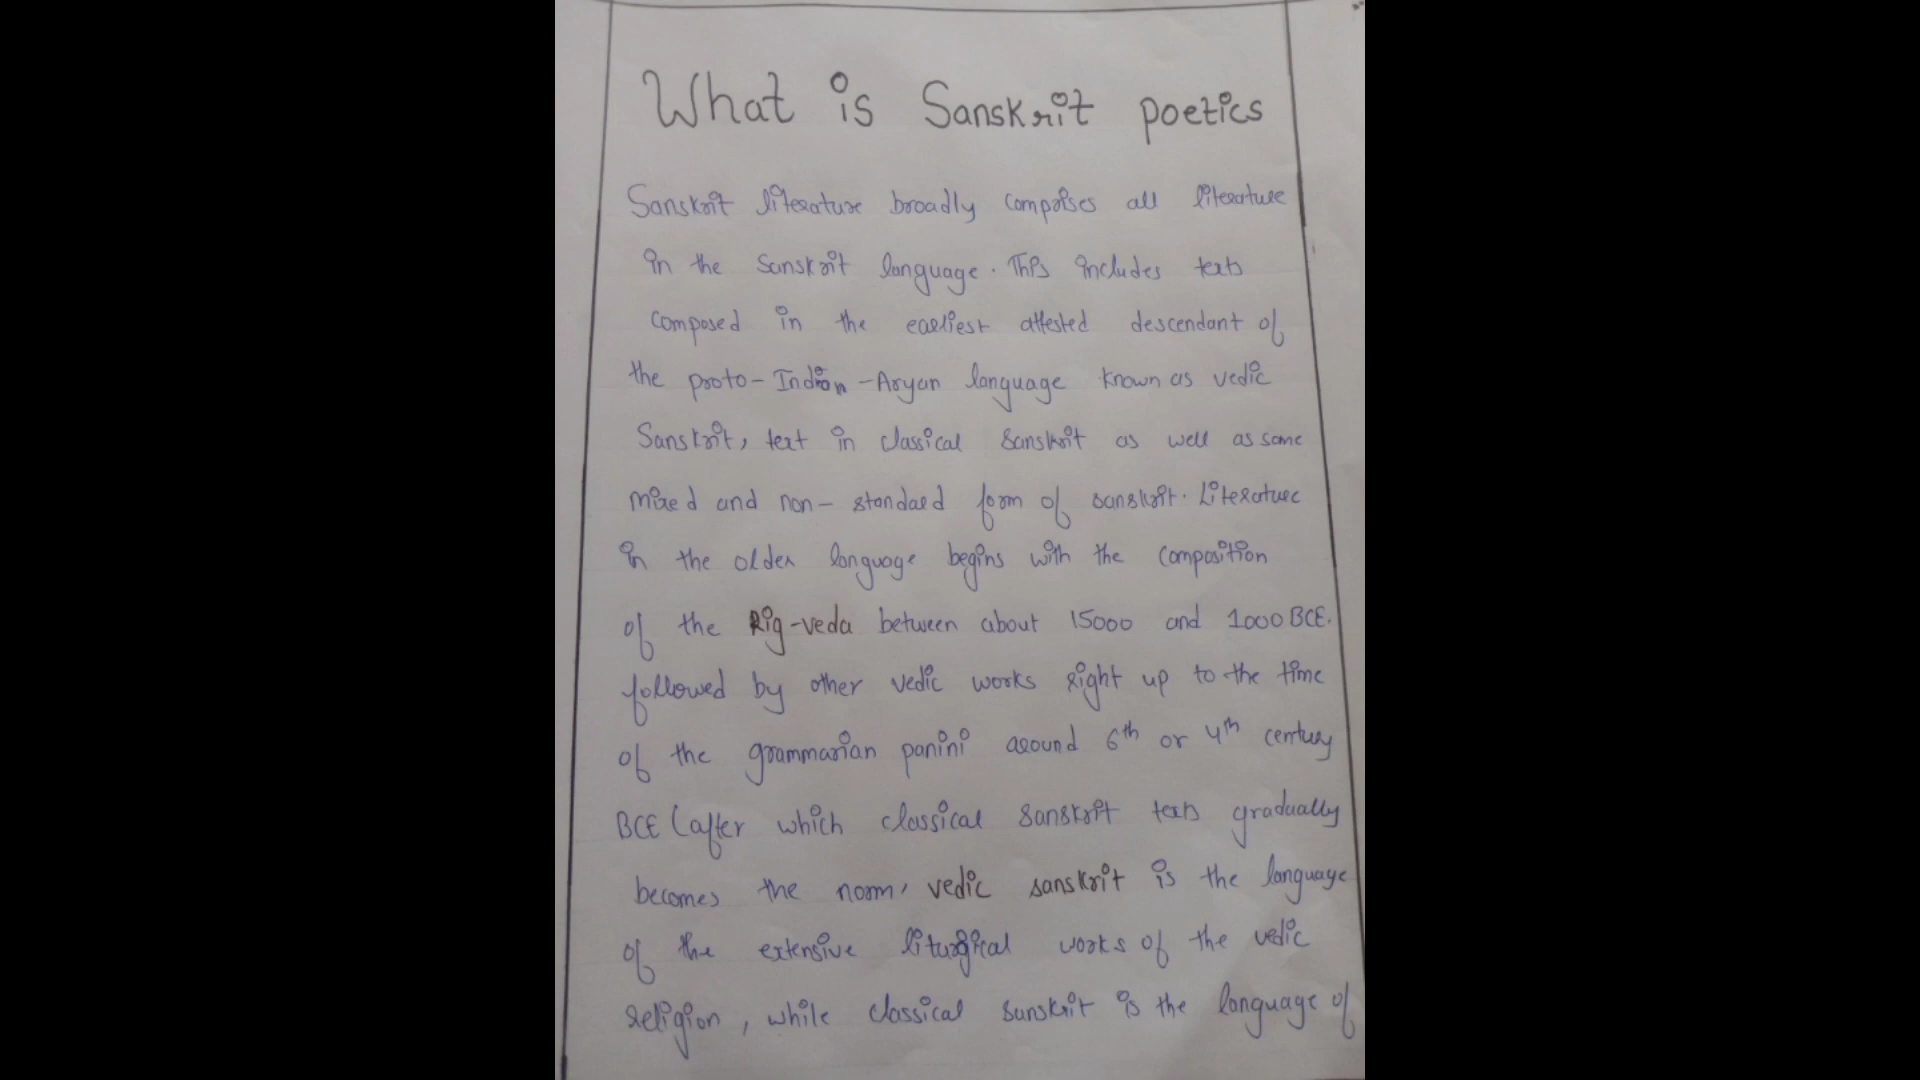 What is Sanskrit poetics
Sanskrit literature broadly comprises all literature
in the Sanskrit language. This includes texts
composed in the earliest attested descendant of
the proto-Indian-Aryan language known as vedic
Sanskrit, text in classical sanskrit as well as some
mixed and non-standard form of sanskrit. Literature
in the older language begins with the composition
of the Rig-veda between about 15000 and 1000 BCE.
followed by other vedic works right up to the time
of the grammarian panini around 6th or 4th century
BCE (after which classical sanskrit texts gradually
becomes the norm, vedic sanskrit is the language
of the extensive liturgical works of the vedic
religion, while classical sanskrit is the language of